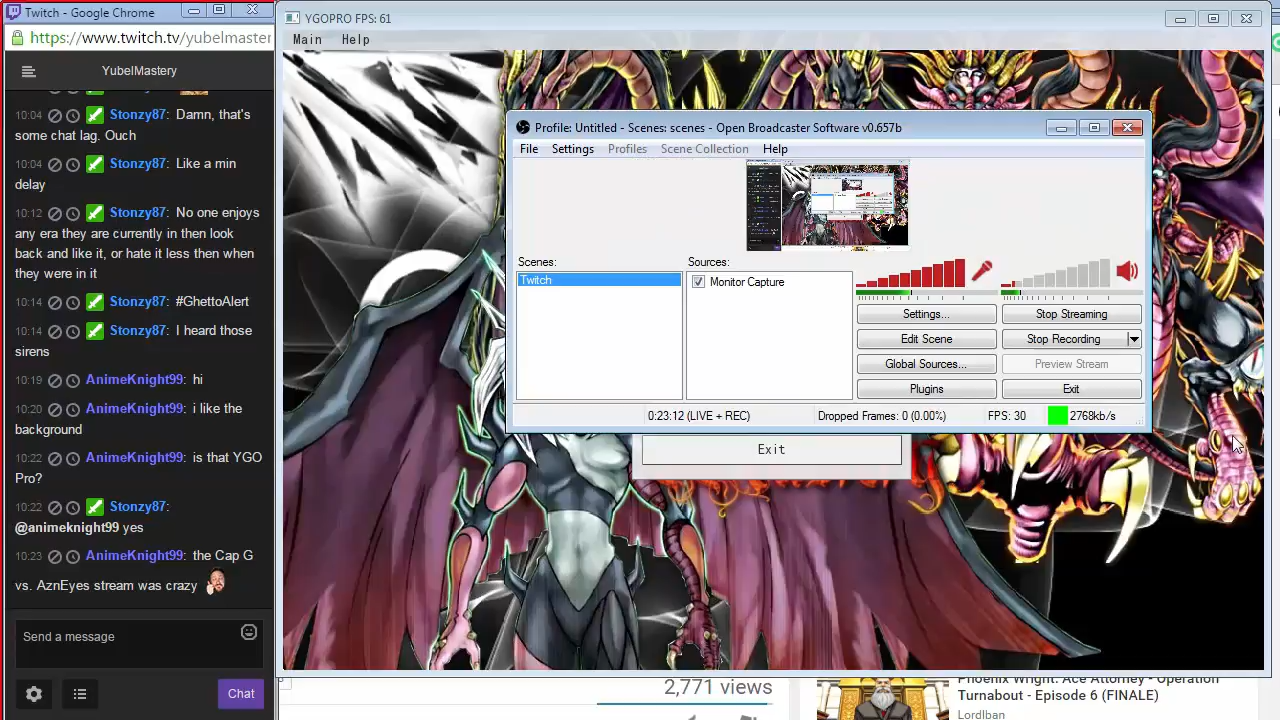 Twitch - Google Chrome
https://www.twitch.tv/yubelmaster
YubelMastery
10:04 Stonzy87: Damn, that's
some chat lag. Ouch
10:04 Stonzy87: Like a min
delay
10:12 Stonzy87: No one enjoys
any era they are currently in then look
back and like it, or hate it less then when
they were in it
10:14 Stonzy87: #GhettoAlert
10:14 Stonzy87: I heard those
sirens
10:19 AnimeKnight99: hi
10:20 AnimeKnight99: i like the
background
10:22 AnimeKnight99: is that YGO
Pro?
10:22 Stonzy87:
@animeknight99 yes
10:23 AnimeKnight99: the Cap G
vs. AznEyes stream was crazy
Send a message
Chat
YGOPRO FPS: 61
Main Help
Profile: Untitled - Scenes: scenes - Open Broadcaster Software v0.657b
File Settings Profiles Scene Collection Help
Scenes: Sources:
Twitch
Monitor Capture
Settings... Stop Streaming
Edit Scene Stop Recording
Global Sources... Preview Stream
Plugins Exit
0:23:12 (LIVE + REC) Dropped Frames: 0 (0.00%) FPS: 30 2768kb/s
Exit
2,771 views
Phoenix Wright: Ace Attorney - Operation
Turnabout - Episode 6 (FINALE)
Lordlban